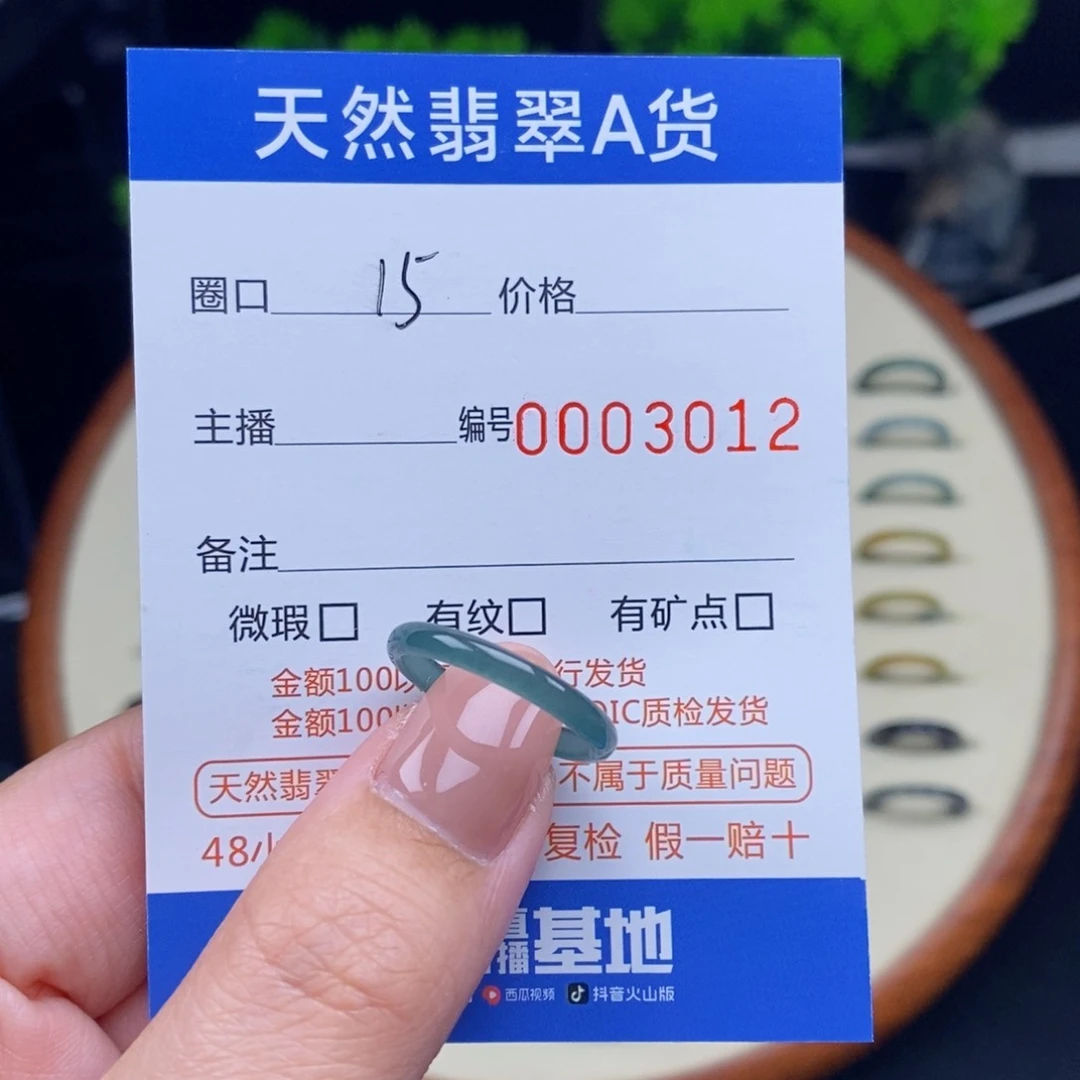 天然翡翠A货
圈口 15 价格
主播 编号0003012
备注
微瑕□ 有纹□ 有矿点□
金额100 行发货
金额100 IC质检发货
天然翡 不属于质量问题
48小 复检 假一赔十
播基地
西瓜视频 抖音火山版